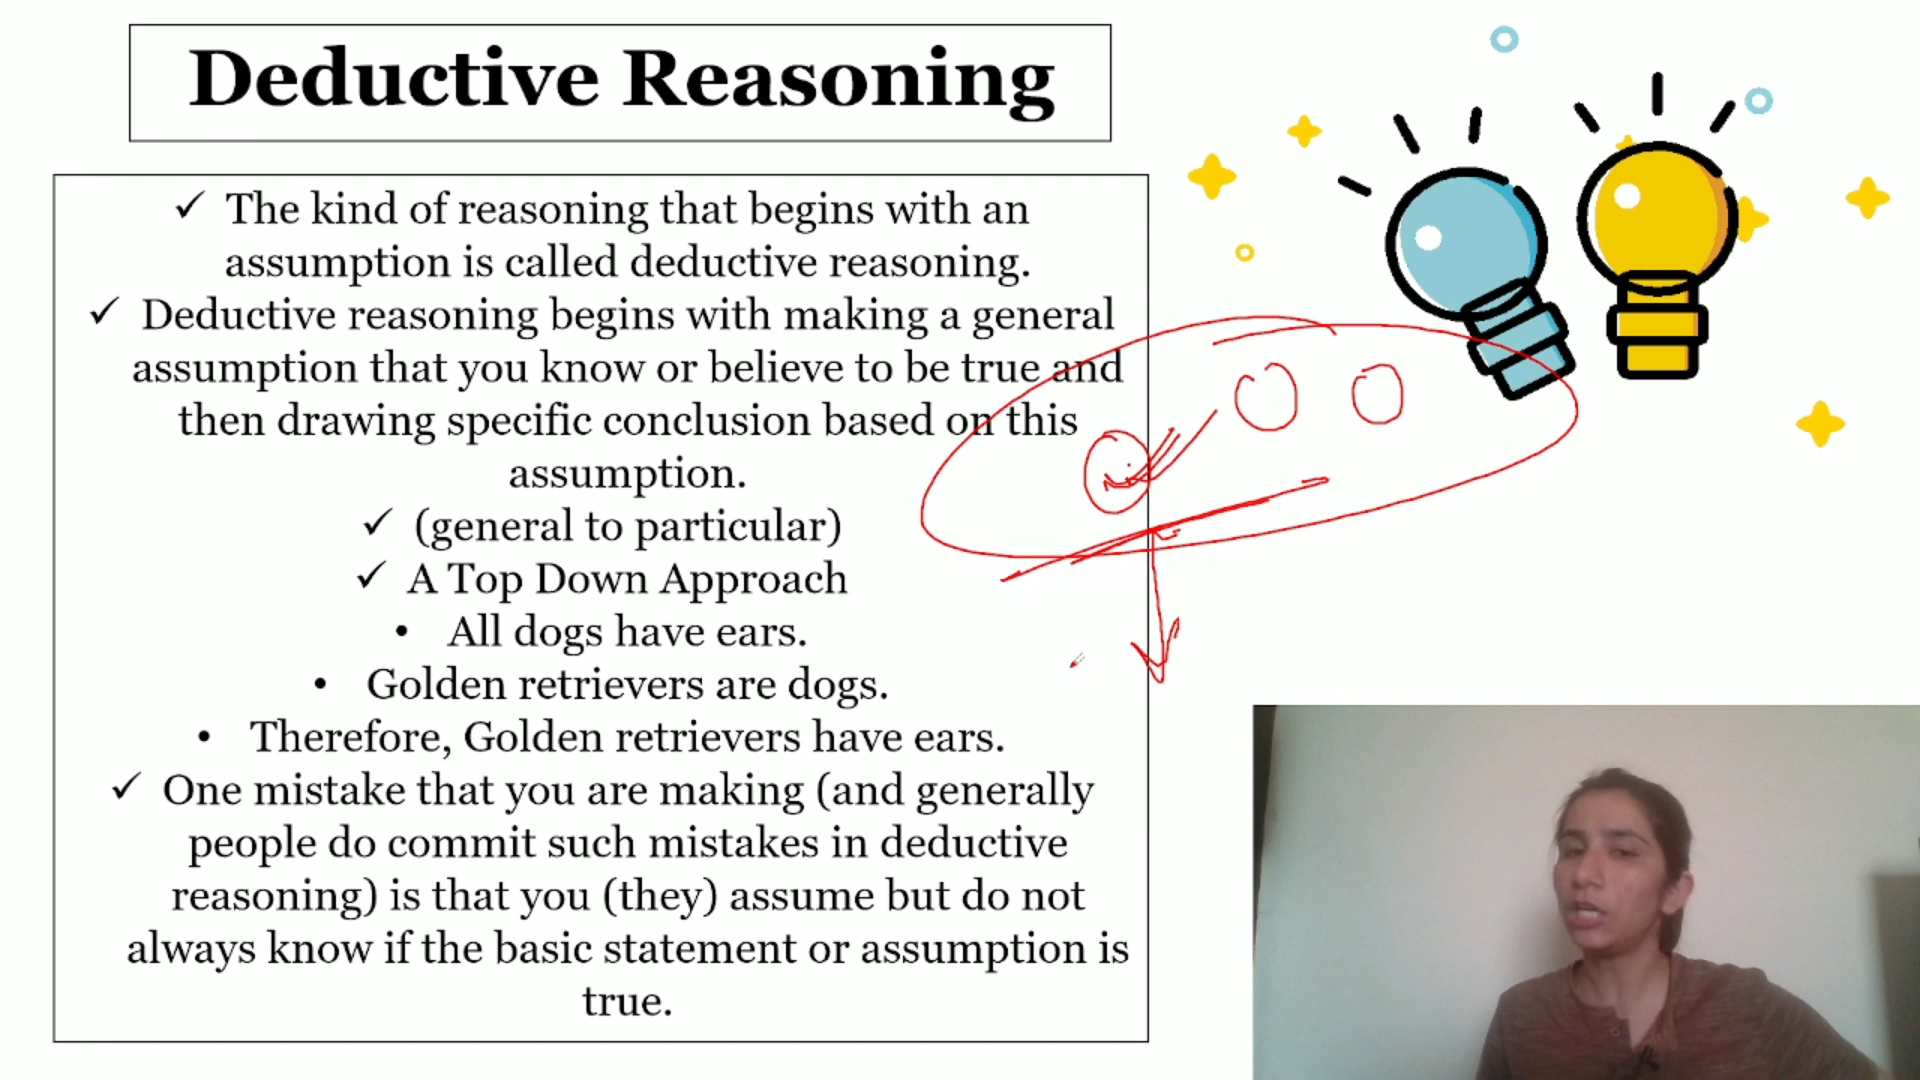 Deductive Reasoning
✓ The kind of reasoning that begins with an
assumption is called deductive reasoning.
✓ Deductive reasoning begins with making a general
assumption that you know or believe to be true and
then drawing specific conclusion based on this
assumption.
✓ (general to particular)
✓ A Top Down Approach
• All dogs have ears.
• Golden retrievers are dogs.
• Therefore, Golden retrievers have ears.
✓ One mistake that you are making (and generally
people do commit such mistakes in deductive
reasoning) is that you (they) assume but do not
always know if the basic statement or assumption is
true.